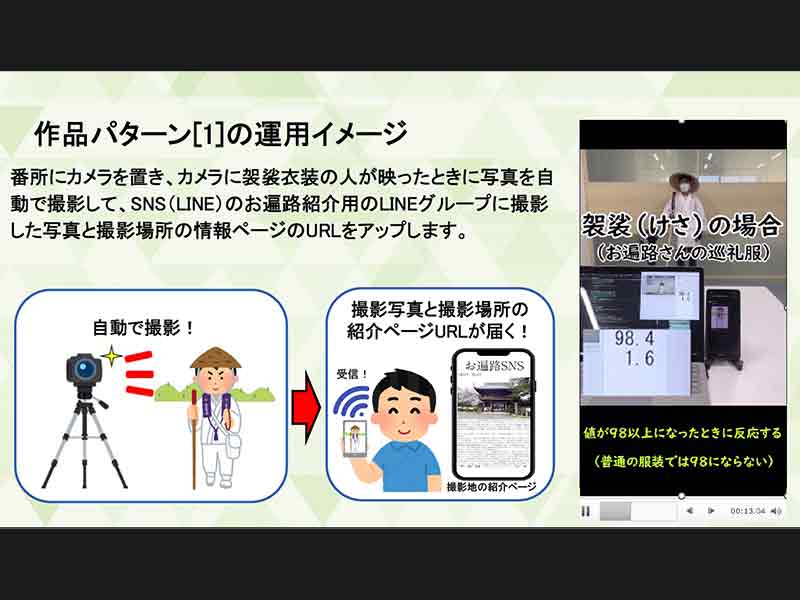 作品パターン[1]の運用イメージ
番所にカメラを置き、カメラに袈裟衣装の人が映ったときに写真を自
動で撮影して、SNS(LINE)のお遍路紹介用のLINEグループに撮影
した写真と撮影場所の情報ページのURLをアップします。
自動で撮影！
撮影写真と撮影場所の
紹介ページURLが届く！
受信！
お遍路SNS
撮影地の紹介ページ
袈裟(けさ)の場合
(お遍路さんの巡礼服)
98.4
1.6
値が98以上になったときに反応する
(普通の服装では98にならない)
00:13.04